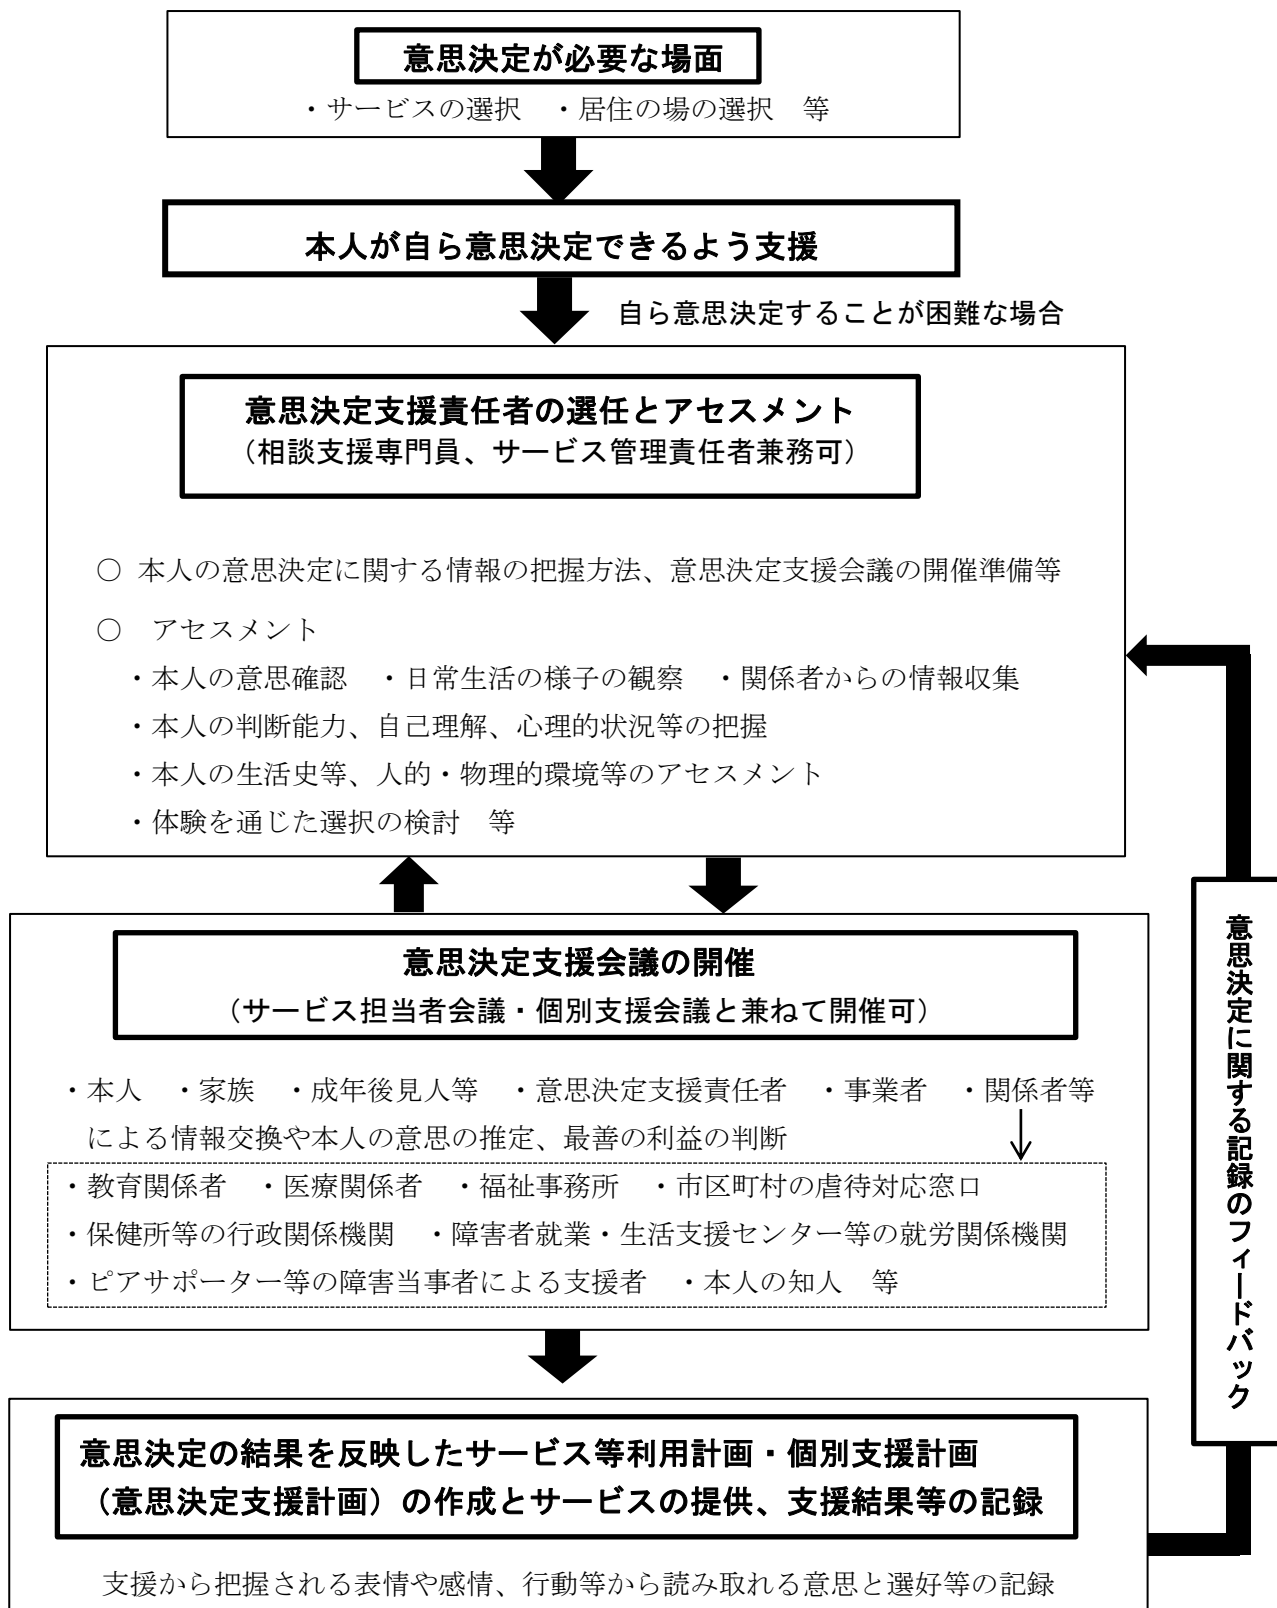 意思決定が必要な場面
・サービスの選択　・居住の場の選択　等
本人が自ら意思決定できるよう支援
自ら意思決定することが困難な場合
意思決定支援責任者の選任とアセスメント
（相談支援専門員、サービス管理責任者兼務可）
○ 本人の意思決定に関する情報の把握方法、意思決定支援会議の開催準備等
○　アセスメント
・本人の意思確認　・日常生活の様子の観察　・関係者からの情報収集
・本人の判断能力、自己理解、心理的状況等の把握
・本人の生活史等、人的・物理的環境等のアセスメント
・体験を通じた選択の検討　等
意思決定支援会議の開催
（サービス担当者会議・個別支援会議と兼ねて開催可）
・本人　・家族　・成年後見人等　・意思決定支援責任者　・事業者　・関係者等
による情報交換や本人の意思の推定、最善の利益の判断
・教育関係者　・医療関係者　・福祉事務所　・市区町村の虐待対応窓口
・保健所等の行政関係機関　・障害者就業・生活支援センター等の就労関係機関
・ピアサポーター等の障害当事者による支援者　・本人の知人　等
意思決定の結果を反映したサービス等利用計画・個別支援計画
（意思決定支援計画）の作成とサービスの提供、支援結果等の記録
支援から把握される表情や感情、行動等から読み取れる意思と選好等の記録
意思決定に関する記録のフィードバック